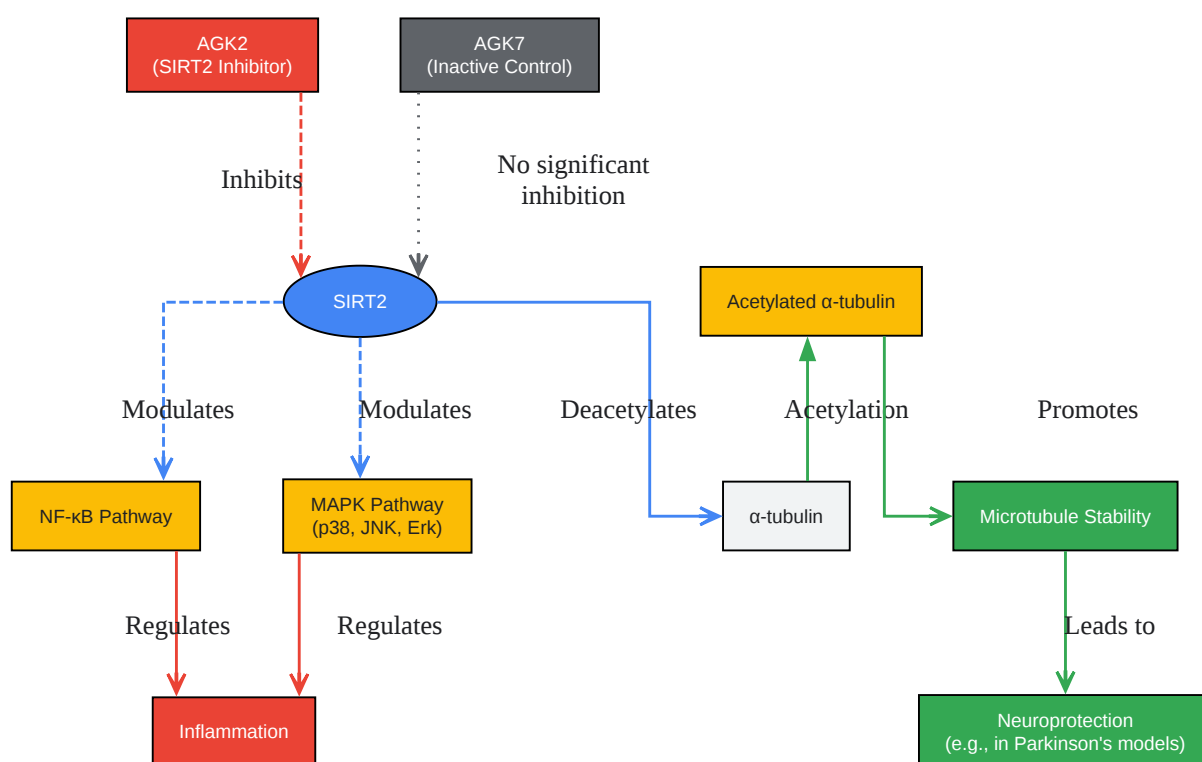 AGK2
(SIRT2 Inhibitor)
AGK7
(Inactive Control)
Inhibits
No significant
inhibition
SIRT2
Acetylated α-tubulin
Modulates
Modulates
Deacetylates
Acetylation
Promotes
NF-κB Pathway
MAPK Pathway
(p38, JNK, Erk)
α-tubulin
Microtubule Stability
Regulates
Regulates
Leads to
Inflammation
Neuroprotection
(e.g., in Parkinson's models)